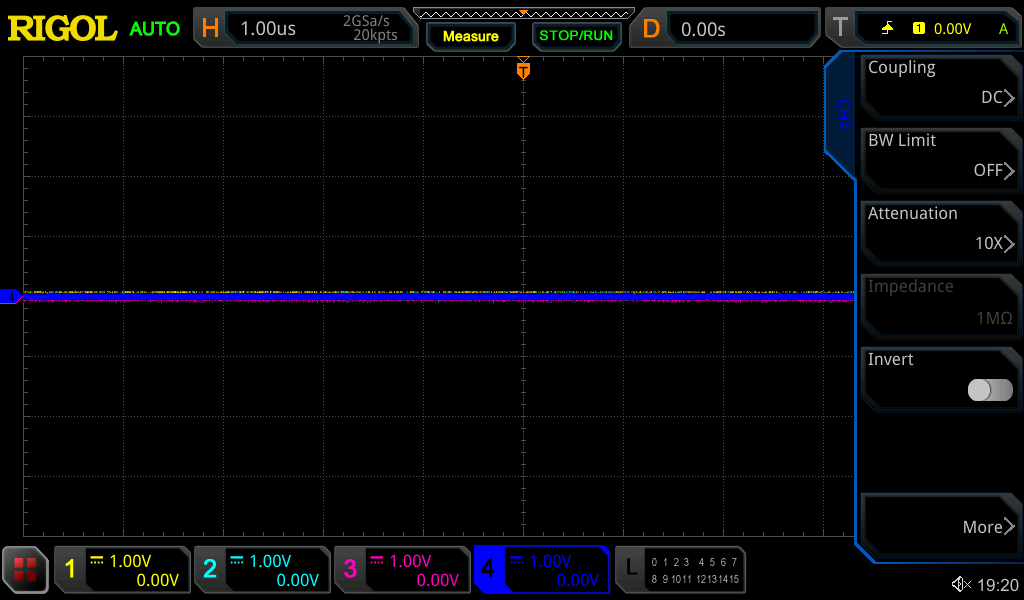 RIGOL AUTO H 1.00us 2GSa/s 20kpts Measure STOP/RUN D 0.00s T 1 0.00V A
T
CH4
Coupling
DC
BW Limit
OFF
Attenuation
10X
Impedance
1MΩ
Invert
More
4
1 1.00V 0.00V
2 1.00V 0.00V
3 1.00V 0.00V
4 1.00V 0.00V
L 0 1 2 3 4 5 6 7
8 9 10 11 12 13 14 15
19:20